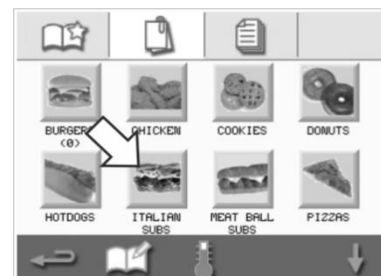 BURGERS CHICKEN COOKIES DONUTS
(0)
HOTDOGS ITALIAN MEAT BALL PIZZAS
SUBS SUBS